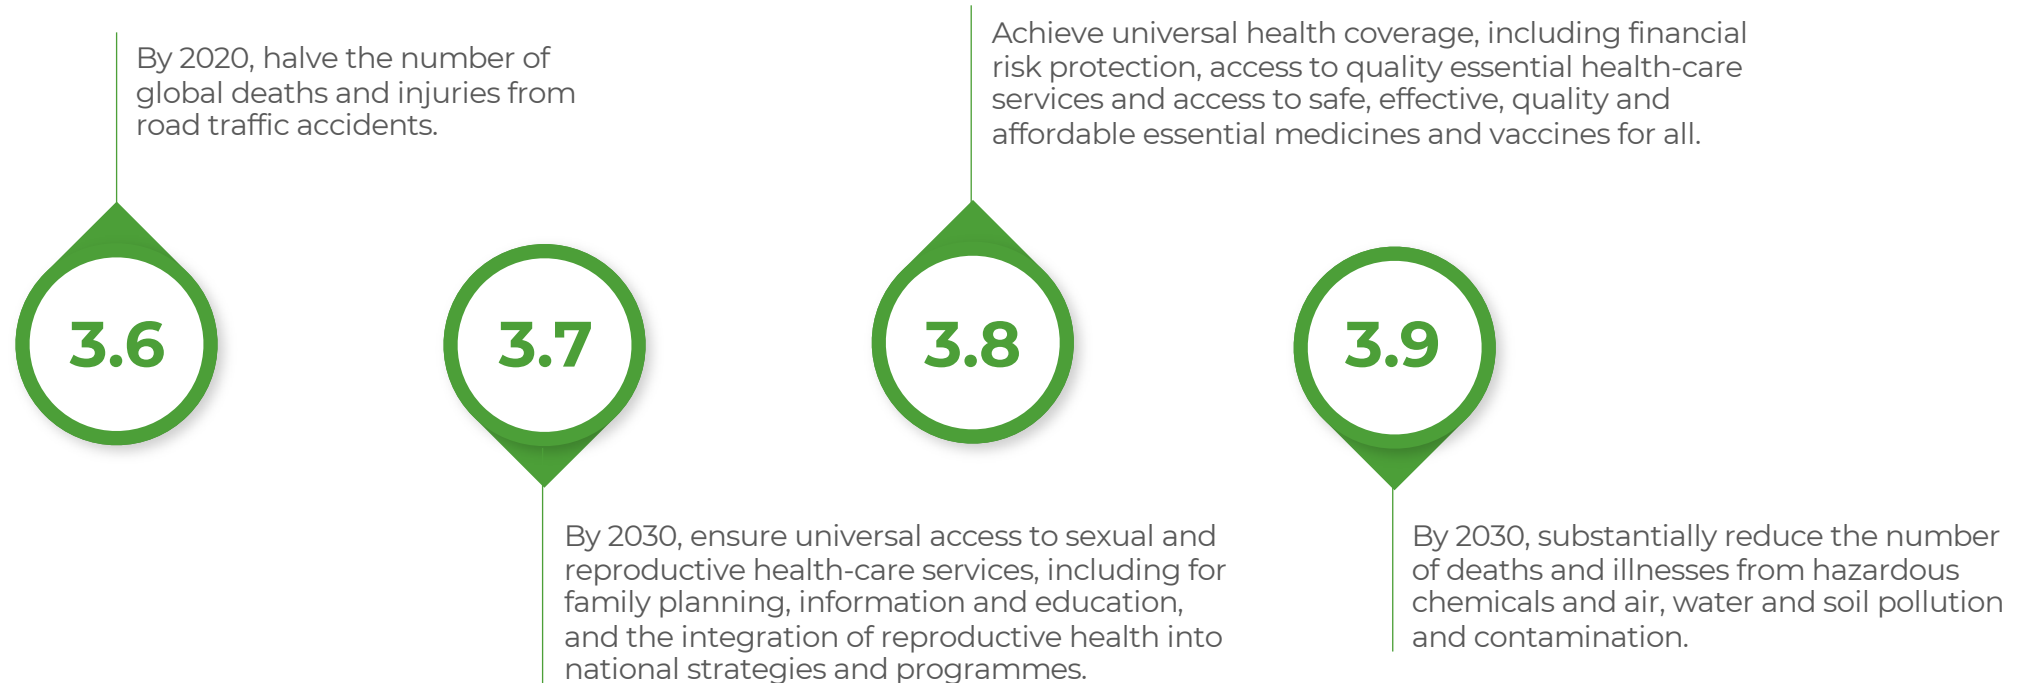 By 2020, halve the number of
global deaths and injuries from
road traffic accidents.
3.6
3.7
By 2030, ensure universal access to sexual and
reproductive health-care services, including for
family planning, information and education,
and the integration of reproductive health into
national strategies and programmes.
Achieve universal health coverage, including financial
risk protection, access to quality essential health-care
services and access to safe, effective, quality and
affordable essential medicines and vaccines for all.
3.8
3.9
By 2030, substantially reduce the number
of deaths and illnesses from hazardous
chemicals and air, water and soil pollution
and contamination.